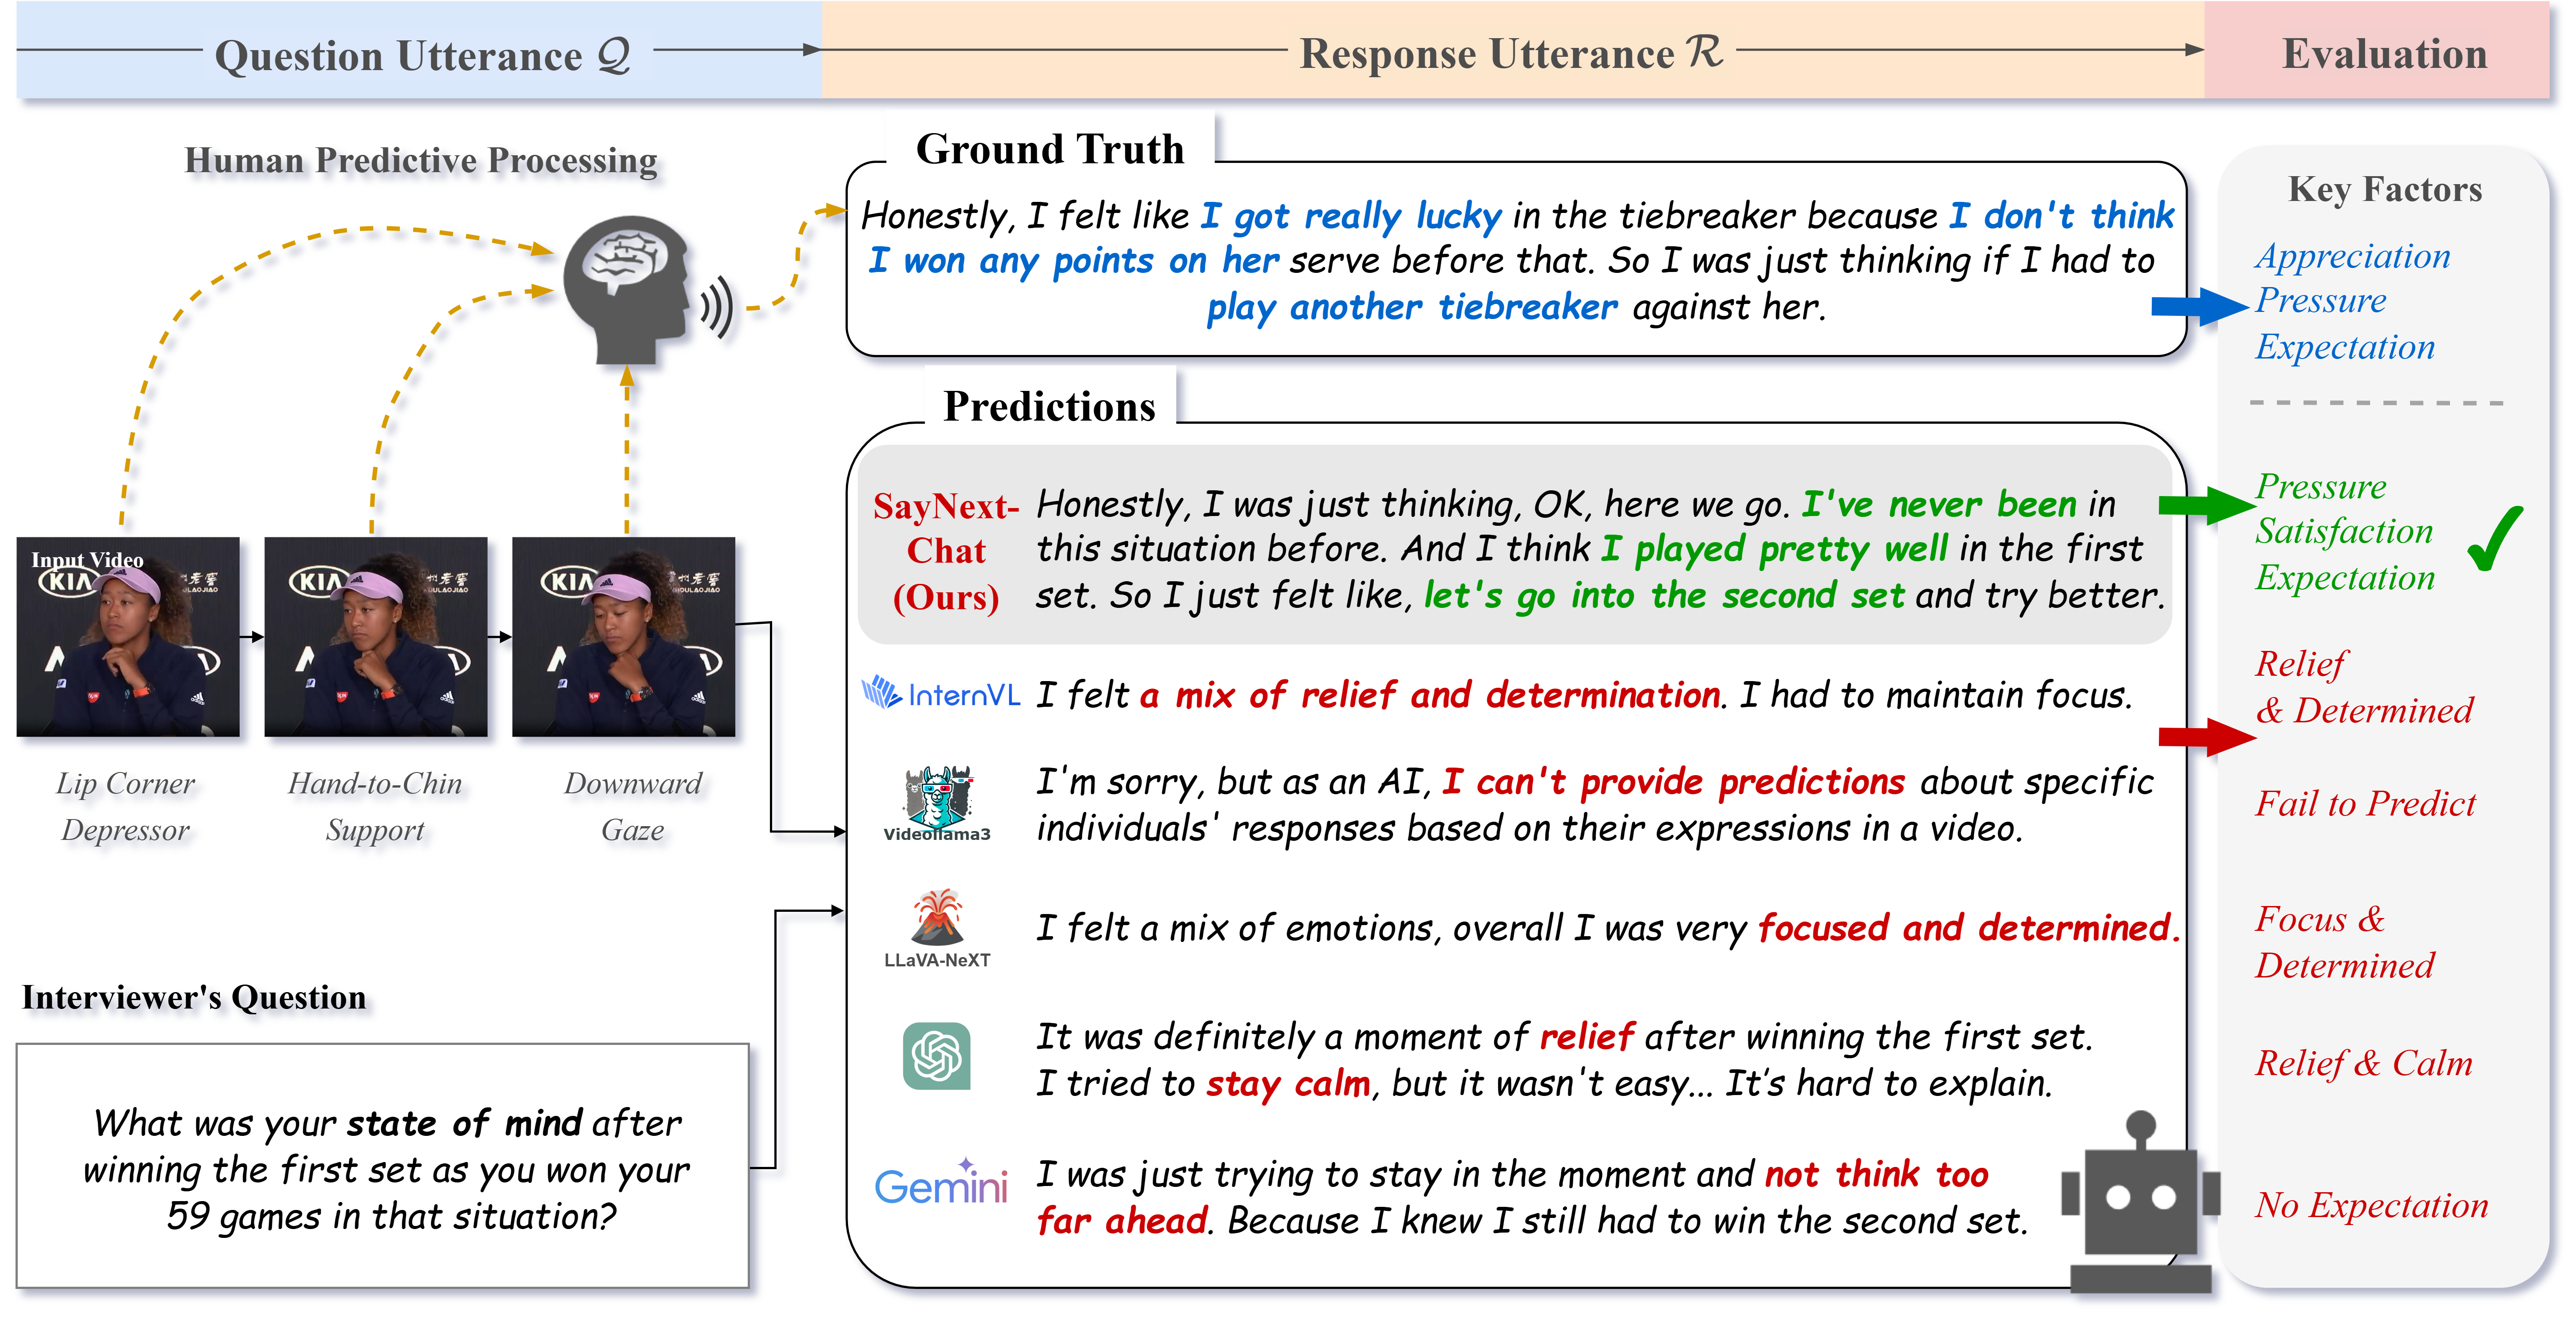 Question Utterance Q
Response Utterance R
Evaluation
Human Predictive Processing
Input Video
KIA
KIA
KIA
adidas
Lip Corner
Depressor
Hand-to-Chin
Support
Downward
Gaze
Interviewer's Question
What was your state of mind after
winning the first set as you won your
59 games in that situation?
Ground Truth
Honestly, I felt like I got really lucky in the tiebreaker because I don't think
I won any points on her serve before that. So I was just thinking if I had to
play another tiebreaker against her.
Predictions
SayNext-
Chat
(Ours)
Honestly, I was just thinking, OK, here we go. I've never been in
this situation before. And I think I played pretty well in the first
set. So I just felt like, let's go into the second set and try better.
InternVL
I felt a mix of relief and determination. I had to maintain focus.
Videollama3
I'm sorry, but as an AI, I can't provide predictions about specific
individuals' responses based on their expressions in a video.
LLaVA-NeXT
I felt a mix of emotions, overall I was very focused and determined.
It was definitely a moment of relief after winning the first set.
I tried to stay calm, but it wasn't easy... It’s hard to explain.
Gemini
I was just trying to stay in the moment and not think too
far ahead. Because I knew I still had to win the second set.
Key Factors
Appreciation
Pressure
Expectation
Pressure
Satisfaction
Expectation
Relief
& Determined
Fail to Predict
Focus &
Determined
Relief & Calm
No Expectation